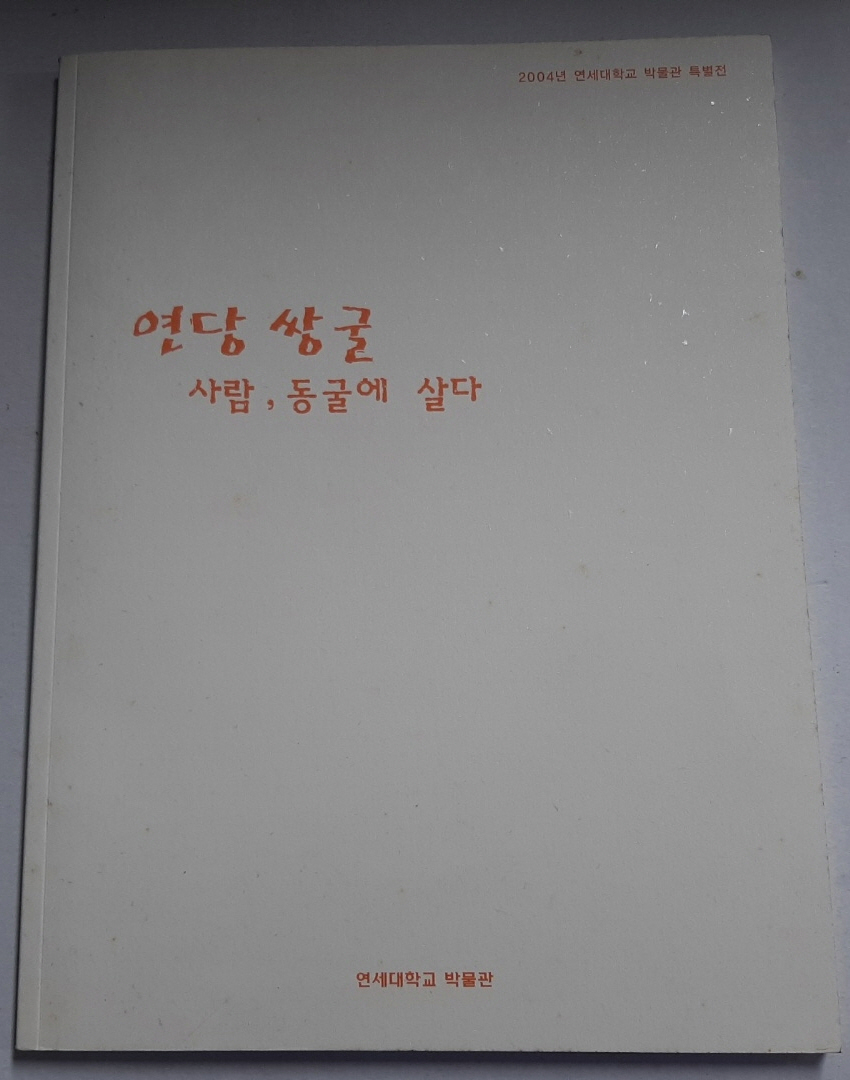 2004년 연세대학교 박물관 특별전
연당 쌍굴
사람, 동굴에 살다
연세대학교 박물관